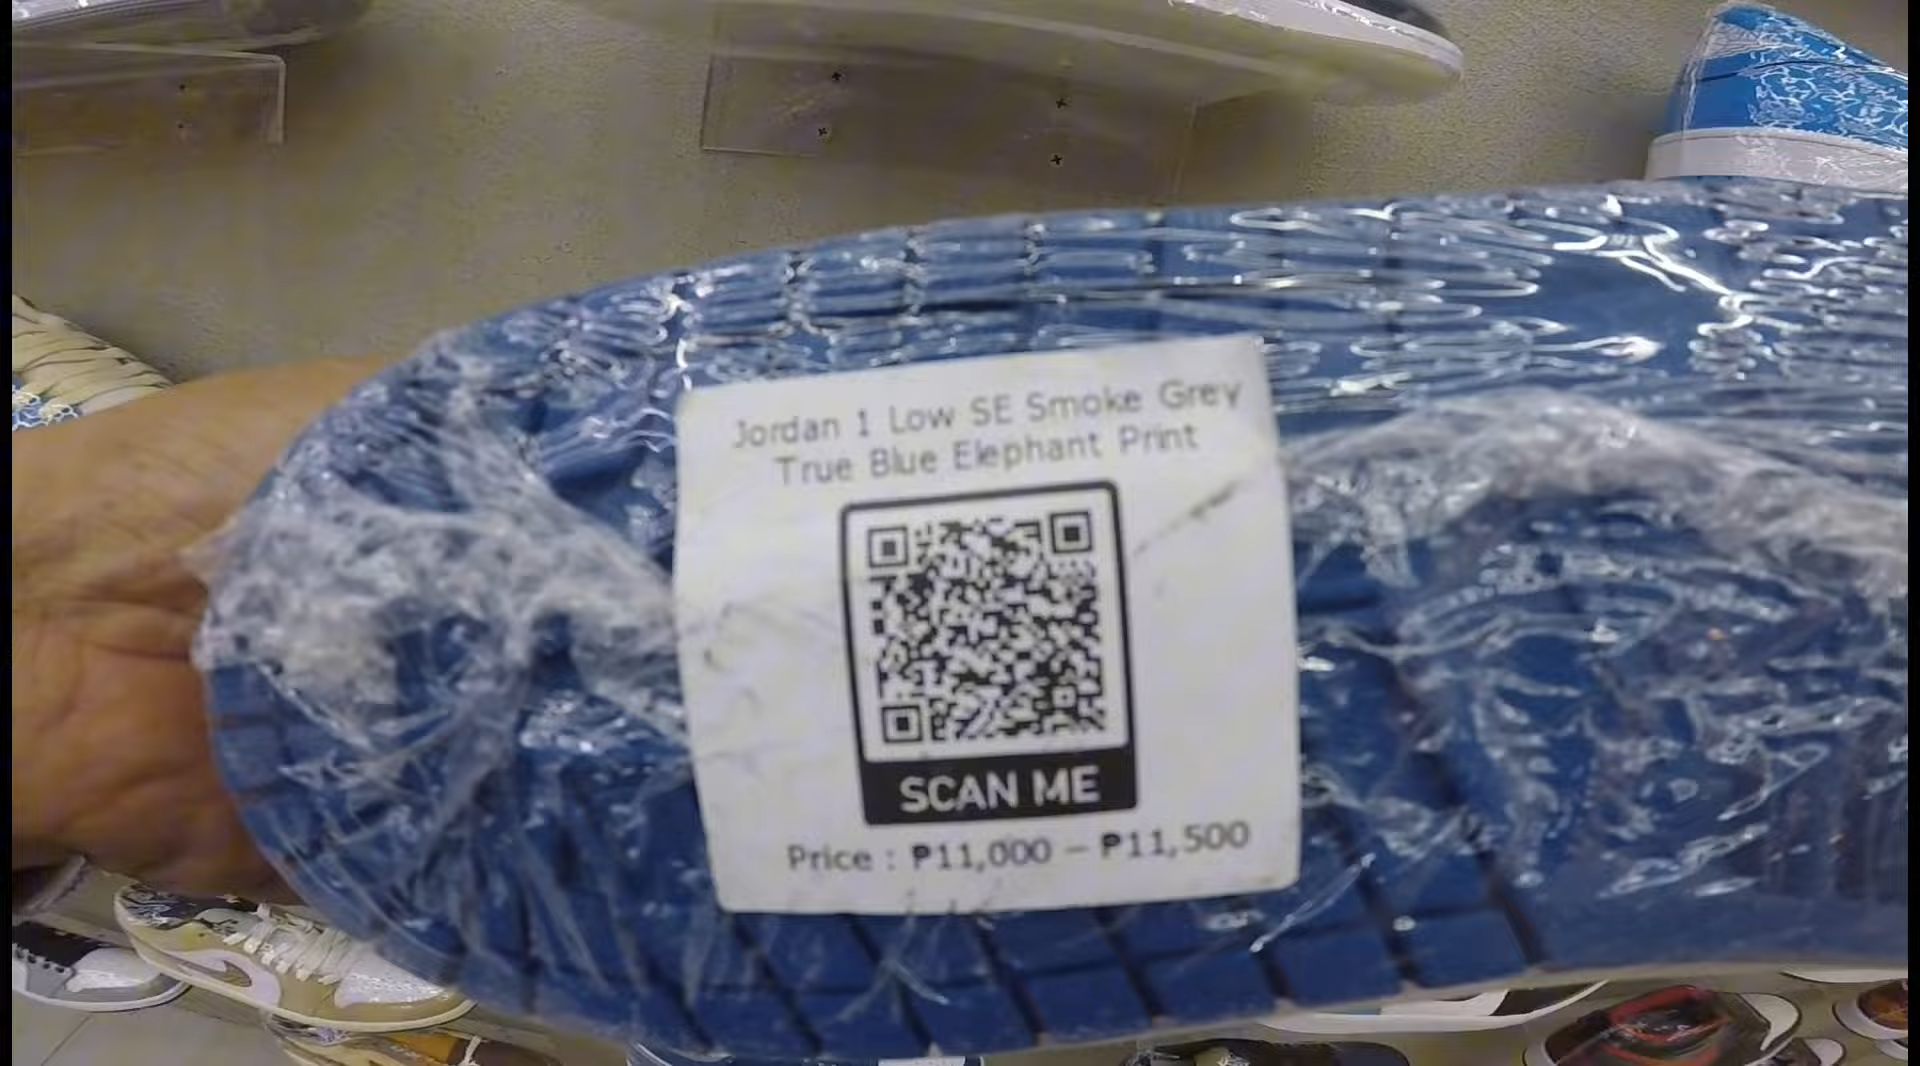 Jordan 1 Low SE Smoke Grey
True Blue Elephant Print
SCAN ME
Price : ₱11,000 – ₱11,500